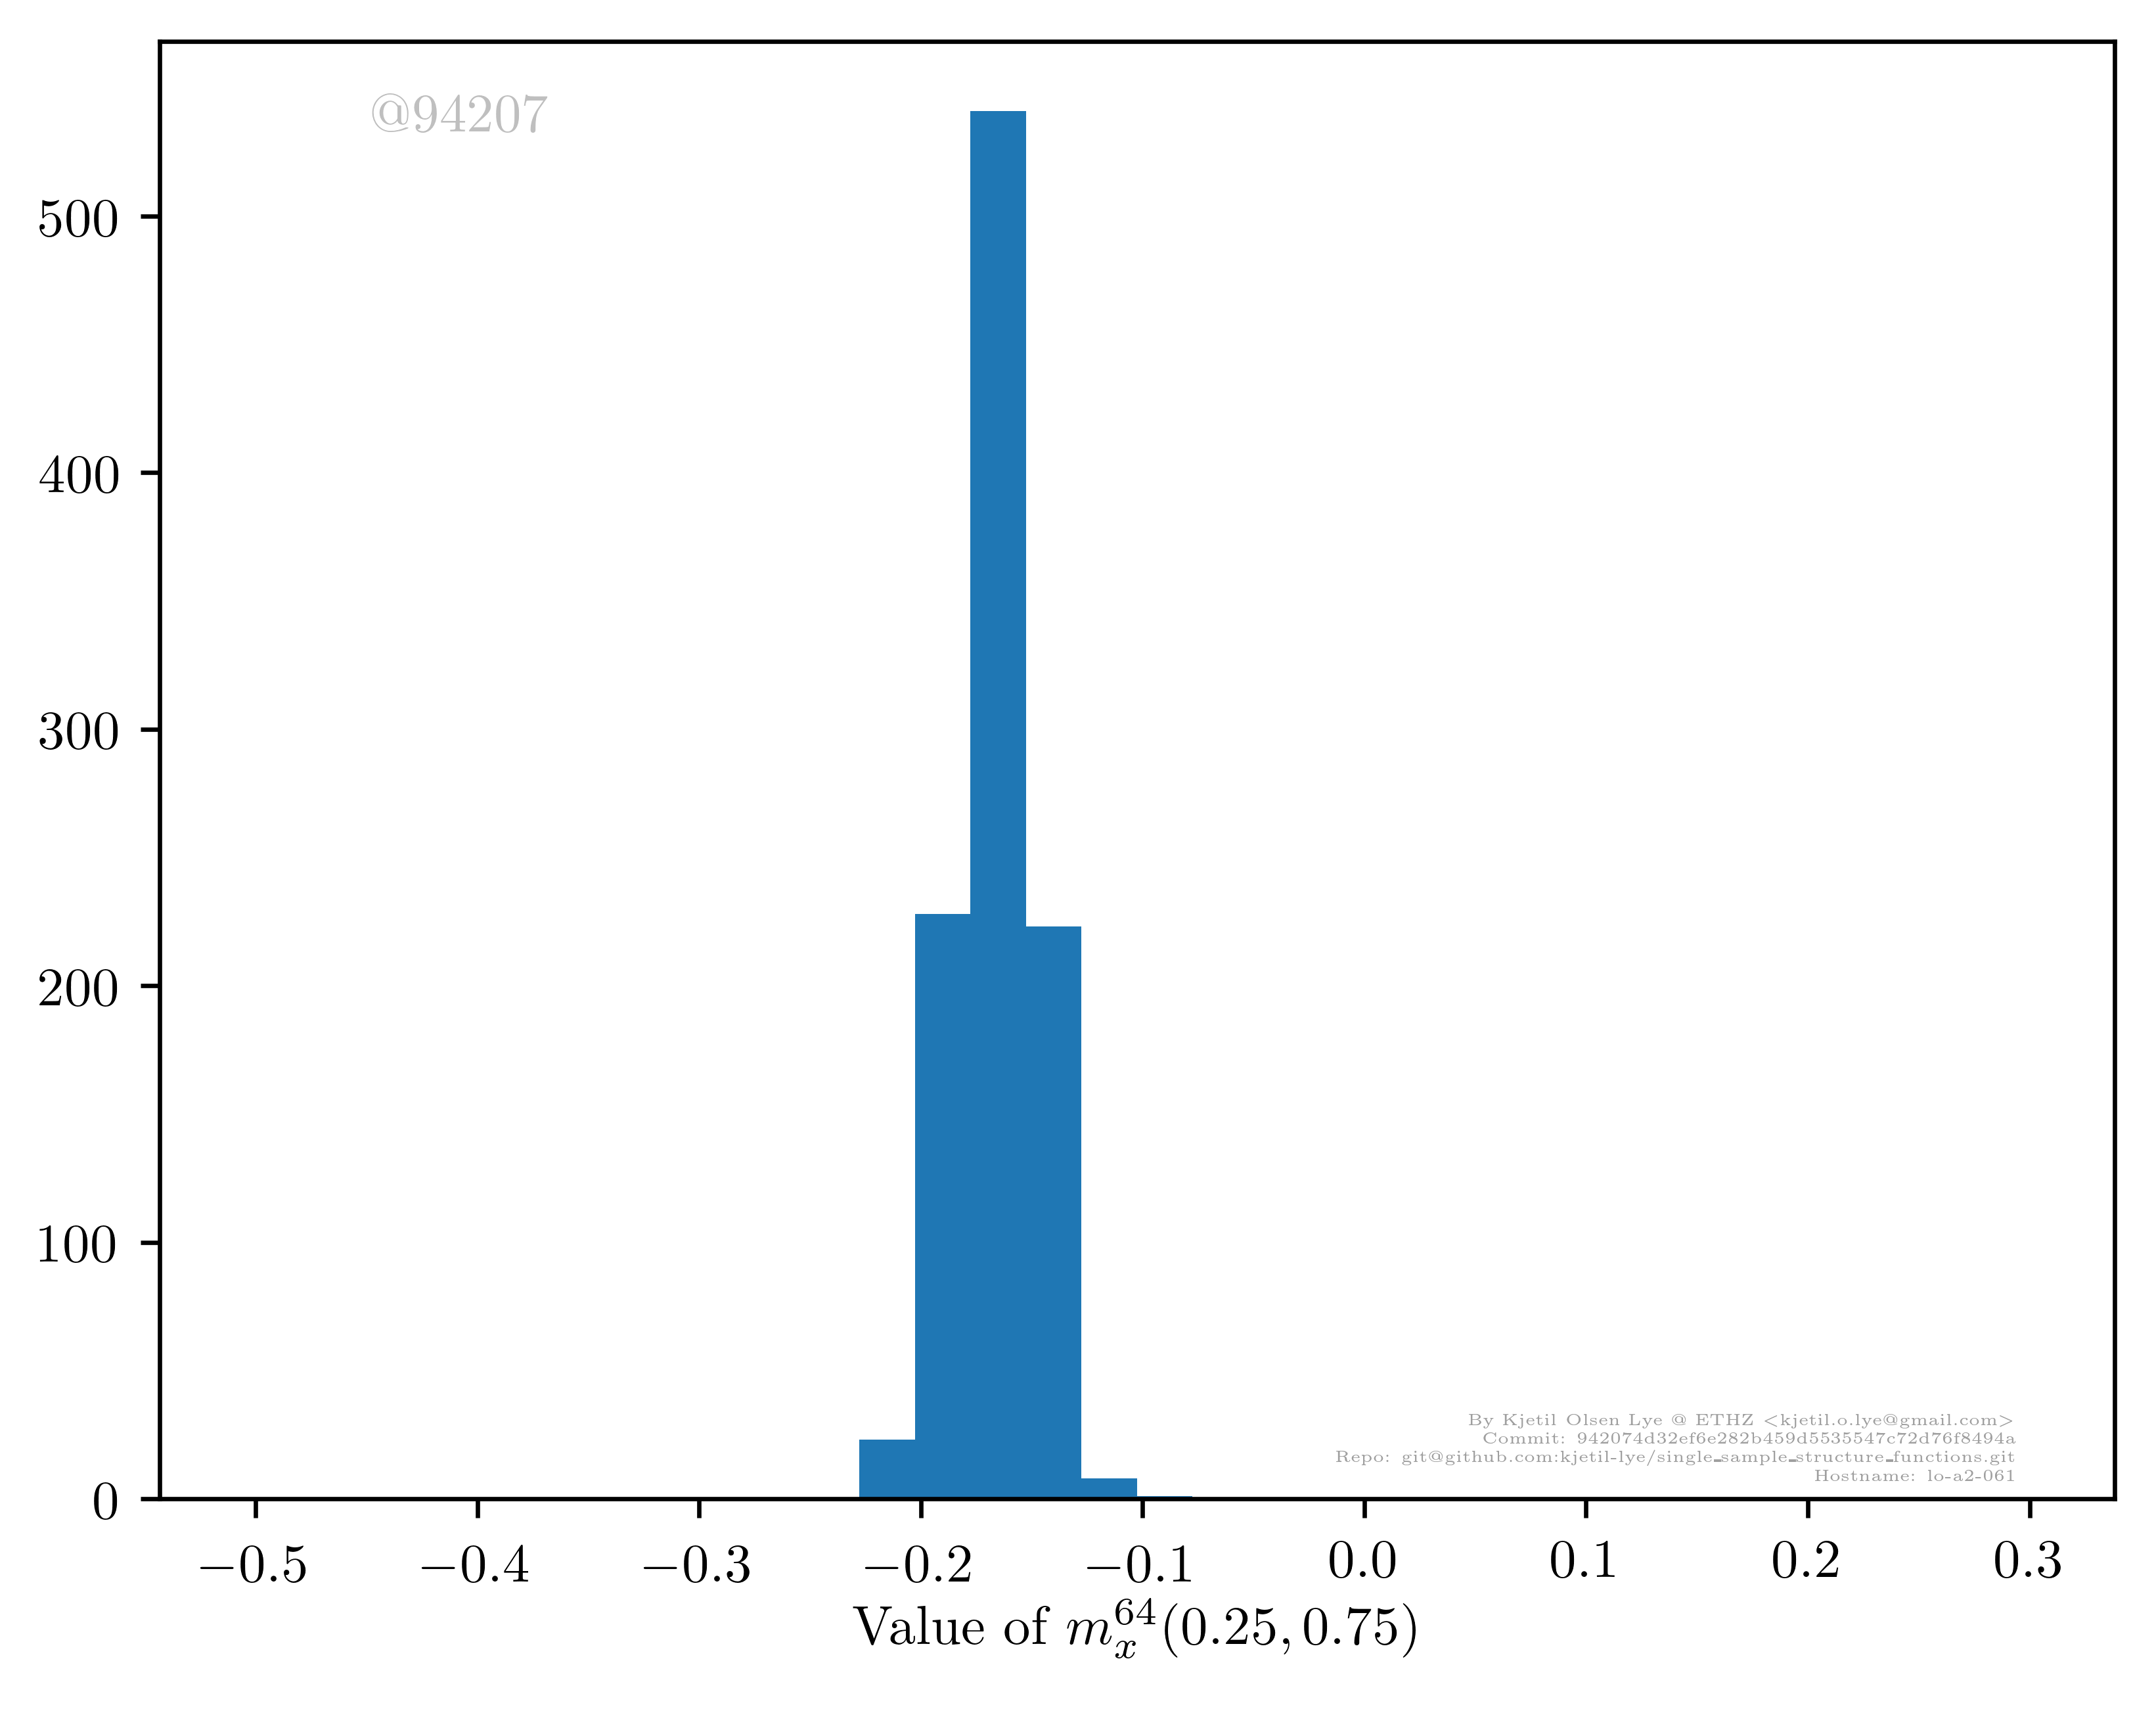 @94207
500
400
300
200
100
0
By Kjetil Olsen Lye @ ETHZ <kjetil.o.lye@gmail.com>
Commit: 942074d32ef6e282b459d5535547c72d76f8494a
Repo: git@github.com:kjetil-lye/single_sample_structure_functions.git
Hostname: lo-a2-061
−0.5 −0.4 −0.3 −0.2 −0.1 0.0 0.1 0.2 0.3
Value of $m_x^{64}(0.25, 0.75)$